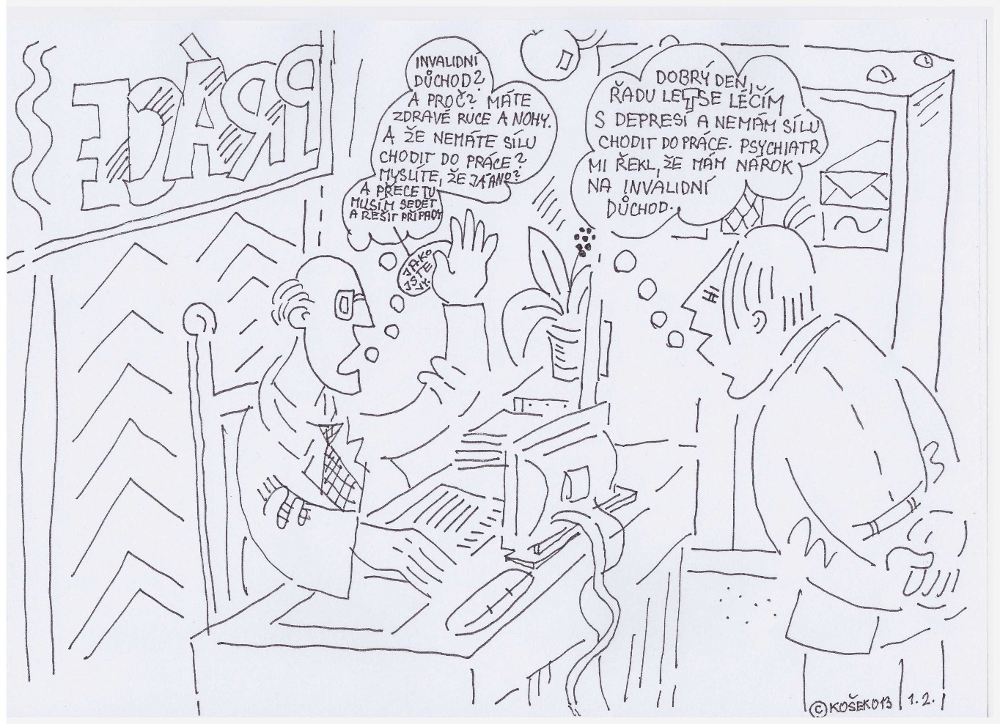 PRÁCE
INVALIDNÍ
DŮCHOD?
A PROČ? MÁTE
ZDRAVÉ RUCE A NOHY.
A ŽE NEMÁTE SÍLU
CHODIT DO PRÁCE?
MYSLÍTE, ŽE JÁ ANO?
A PŘECE TU
MUSÍM SEDĚT
A ŘEŠIT PŘÍPADY
JAKO
JSTE
VY.
DOBRÝ DEN,
ŘADU LET SE LÉČÍM
S DEPRESÍ A NEMÁM SÍLU
CHODIT DO PRÁCE. PSYCHIATR
MI ŘEKL, ŽE MÁM NÁROK
NA INVALIDNÍ
DŮCHOD.
© KOŠEK013 1.2.